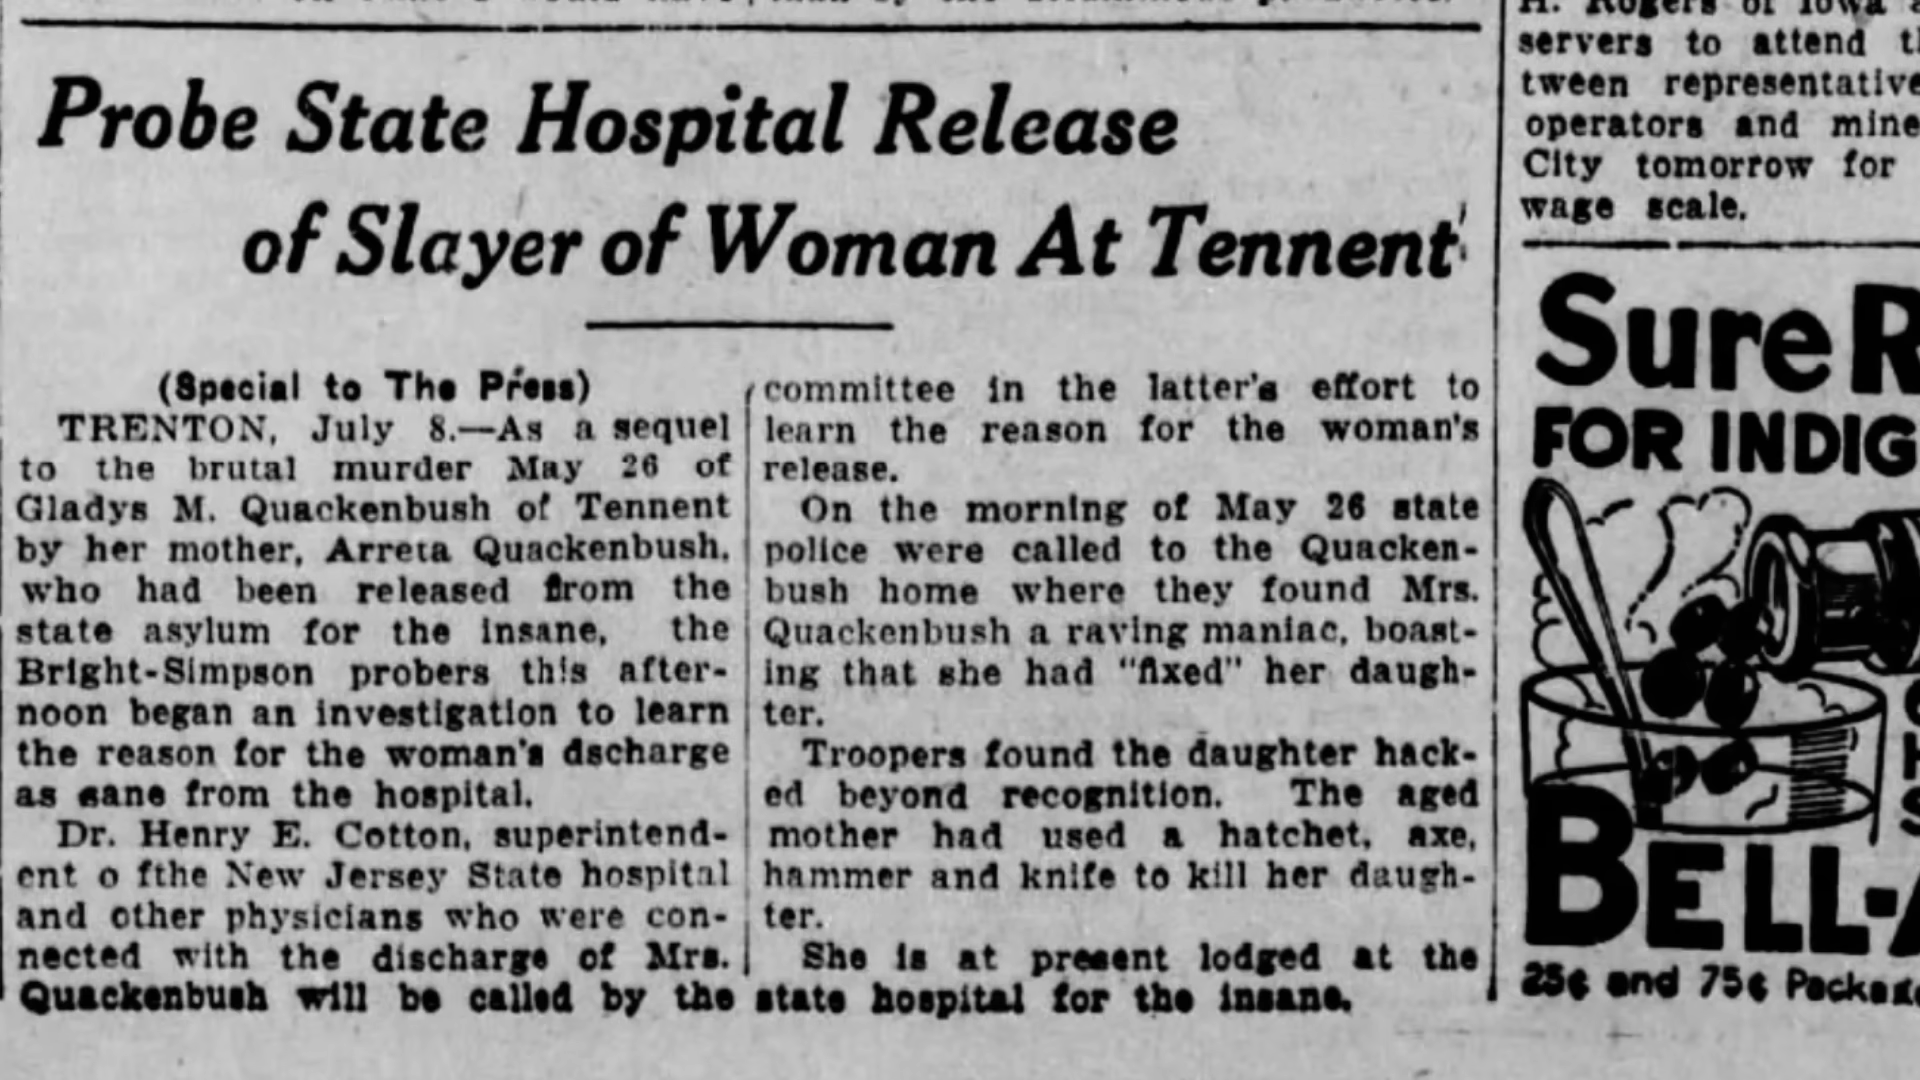 Probe State Hospital Release
of Slayer of Woman At Tennent
(Special to The Press)
TRENTON, July 8.—As a sequel
to the brutal murder May 26 of
Gladys M. Quackenbush of Tennent
by her mother, Arreta Quackenbush,
who had been released from the
state asylum for the insane, the
Bright-Simpson probers this after-
noon began an investigation to learn
the reason for the woman's dscharge
as sane from the hospital.
Dr. Henry E. Cotton, superintend-
ent o fthe New Jersey State hospital
and other physicians who were con-
nected with the discharge of Mrs.
Quackenbush will be called by the
committee in the latter's effort to
learn the reason for the woman's
release.
On the morning of May 26 state
police were called to the Quacken-
bush home where they found Mrs.
Quackenbush a raving maniac, boast-
ing that she had "fixed" her daugh-
ter.
Troopers found the daughter hack-
ed beyond recognition. The aged
mother had used a hatchet, axe,
hammer and knife to kill her daugh-
ter.
She is at present lodged at the
state hospital for the insane.
H. Rogers of Iowa
servers to attend
tween representative
operators and mine
City tomorrow for
wage scale.
Sure R
FOR INDIG
BELL-A
25¢ and 75¢ Packag